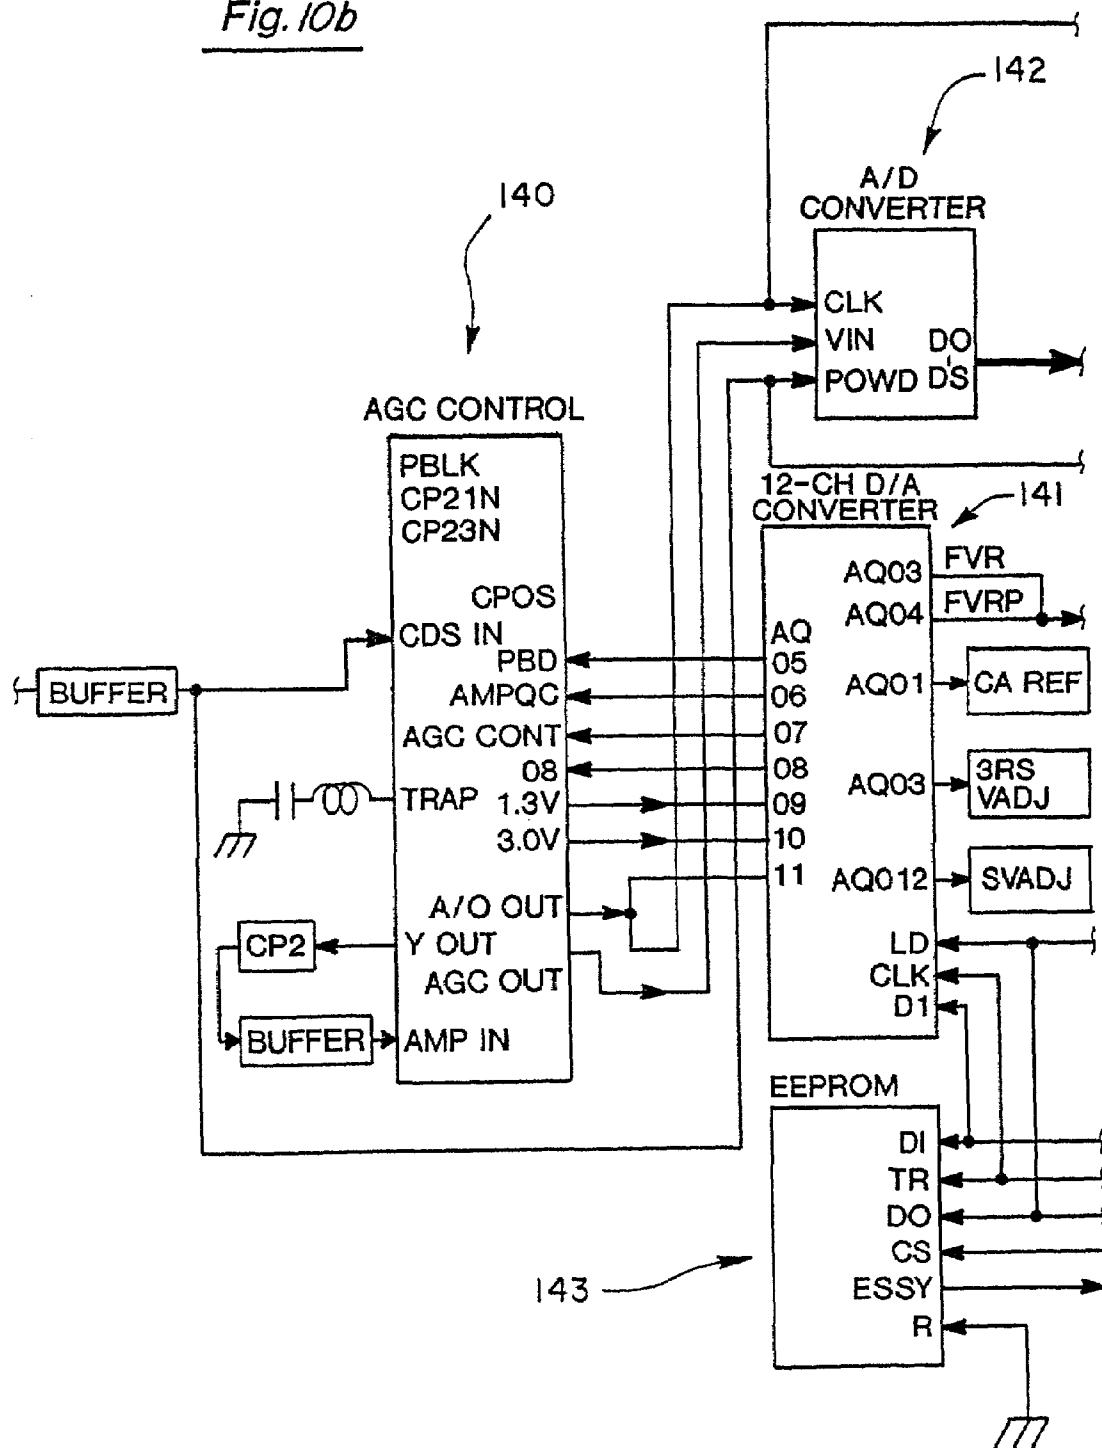 Fig. 10b
142
A/D
CONVERTER
140
CLK
VIN
DO
POWD
D'S
AGC CONTROL
PBLK
CP21N
CP23N
CPOS
CDS IN
PBD
AMPQC
AGC CONT
08
TRAP
1.3V
3.0V
A/O OUT
Y OUT
AGC OUT
AMP IN
BUFFER
CP2
BUFFER
12-CH D/A
CONVERTER
141
AQ03
FVR
AQ04
FVRP
AQ
05
06
07
08
09
10
11
AQ01
CA REF
AQ03
3RS
VADJ
AQ012
SVADJ
LD
CLK
D1
EEPROM
DI
TR
DO
CS
ESSY
R
143